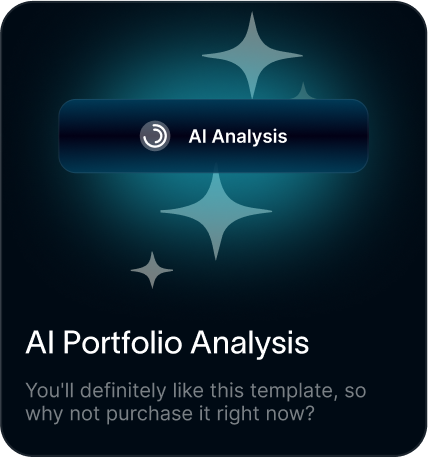 AI Analysis
AI Portfolio Analysis
You'll definitely like this template, so
why not purchase it right now?